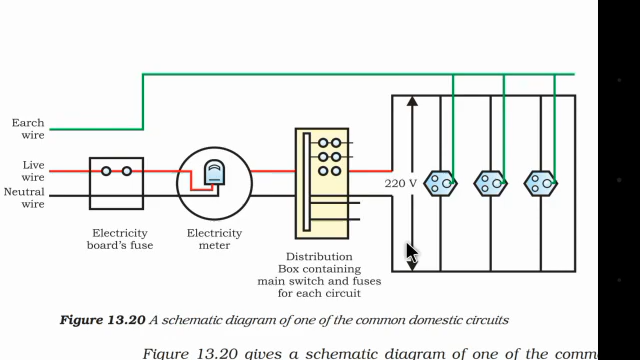 Earch
wire
Live
wire
Neutral
wire
220 V
Electricity
board's fuse
Electricity
meter
Distribution
Box containing
main switch and fuses
for each circuit
Figure 13.20 A schematic diagram of one of the common domestic circuits
Figure 13.20 gives a schematic diagram of one of the comm